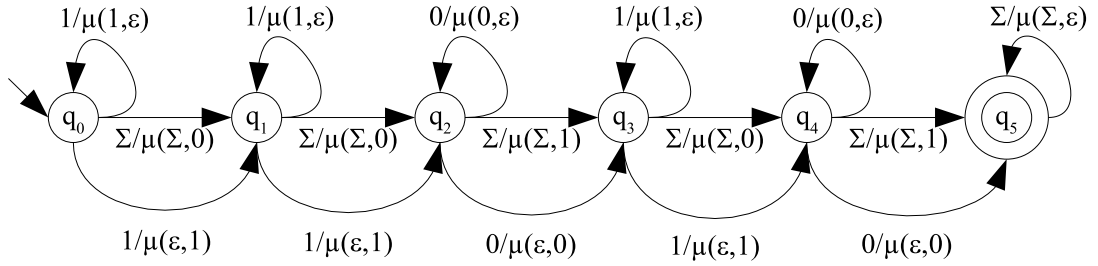 1/μ(1,ε) 1/μ(1,ε) 0/μ(0,ε) 1/μ(1,ε) 0/μ(0,ε) Σ/μ(Σ,ε)
q0 q1 q2 q3 q4 q5
Σ/μ(Σ,0) Σ/μ(Σ,0) Σ/μ(Σ,1) Σ/μ(Σ,0) Σ/μ(Σ,1)
1/μ(ε,1) 1/μ(ε,1) 0/μ(ε,0) 1/μ(ε,1) 0/μ(ε,0)